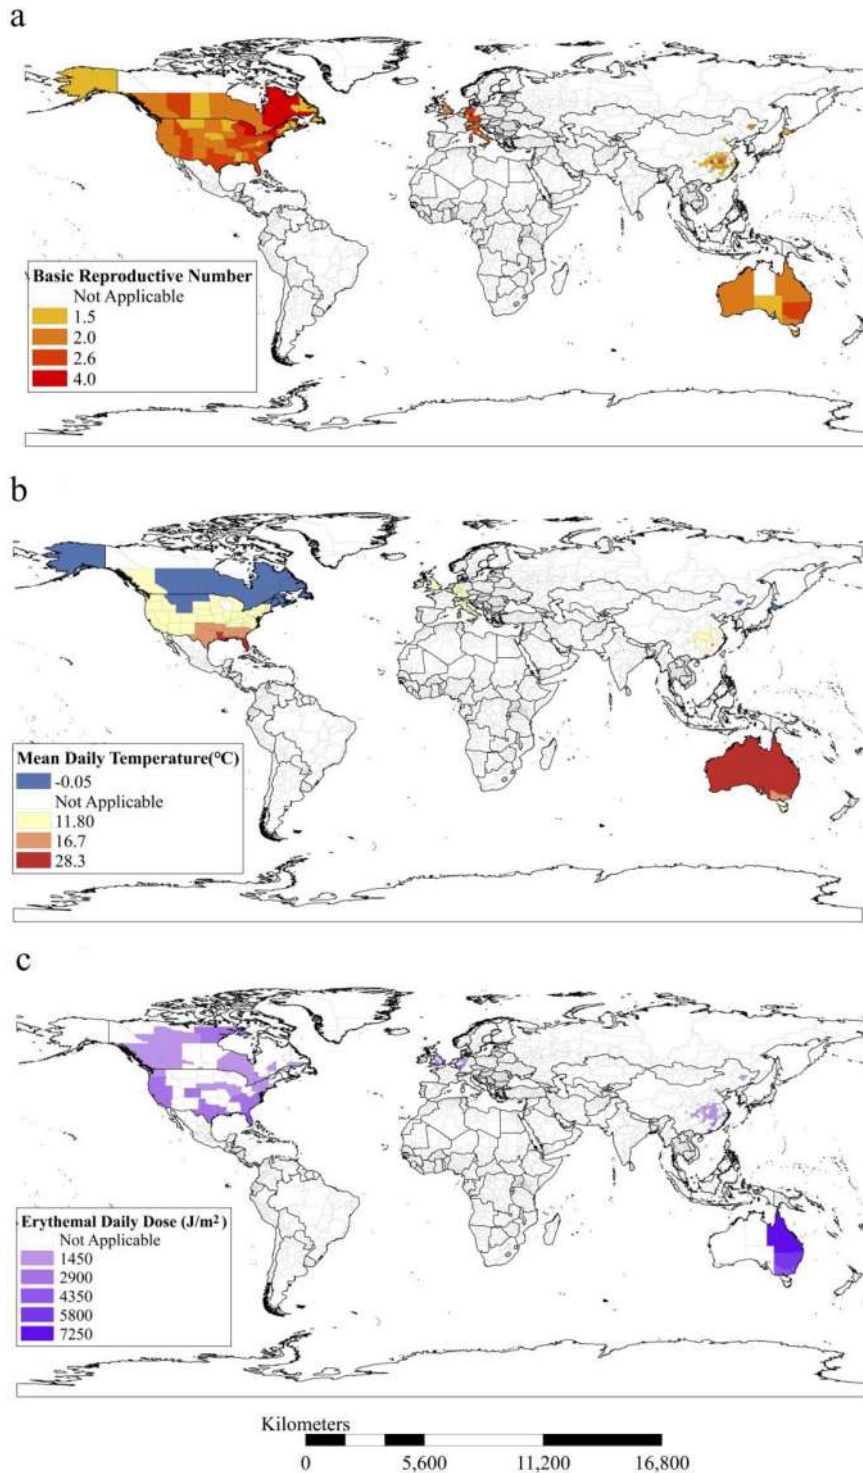 a
Basic Reproductive Number
Not Applicable
1.5
2.0
2.6
4.0
b
Mean Daily Temperature(°C)
-0.05
Not Applicable
11.80
16.7
28.3
c
Erythemal Daily Dose (J/m²)
Not Applicable
1450
2900
4350
5800
7250
Kilometers
0 5,600 11,200 16,800